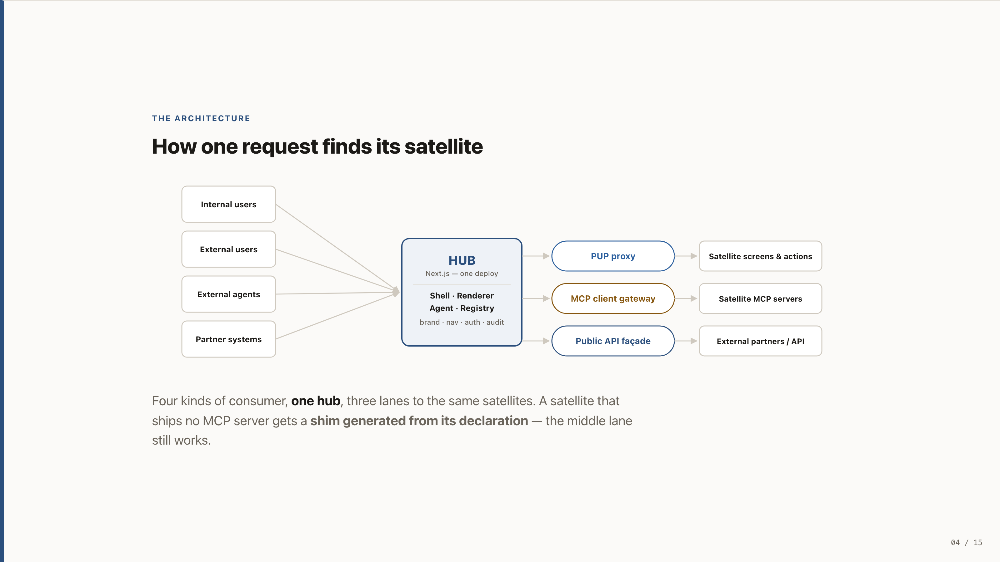 THE ARCHITECTURE
How one request finds its satellite
Internal users
External users
External agents
Partner systems
HUB
Next.js — one deploy
Shell · Renderer
Agent · Registry
brand · nav · auth · audit
PUP proxy
Satellite screens & actions
MCP client gateway
Satellite MCP servers
Public API façade
External partners / API
Four kinds of consumer, one hub, three lanes to the same satellites. A satellite that
ships no MCP server gets a shim generated from its declaration — the middle lane
still works.
04 / 15